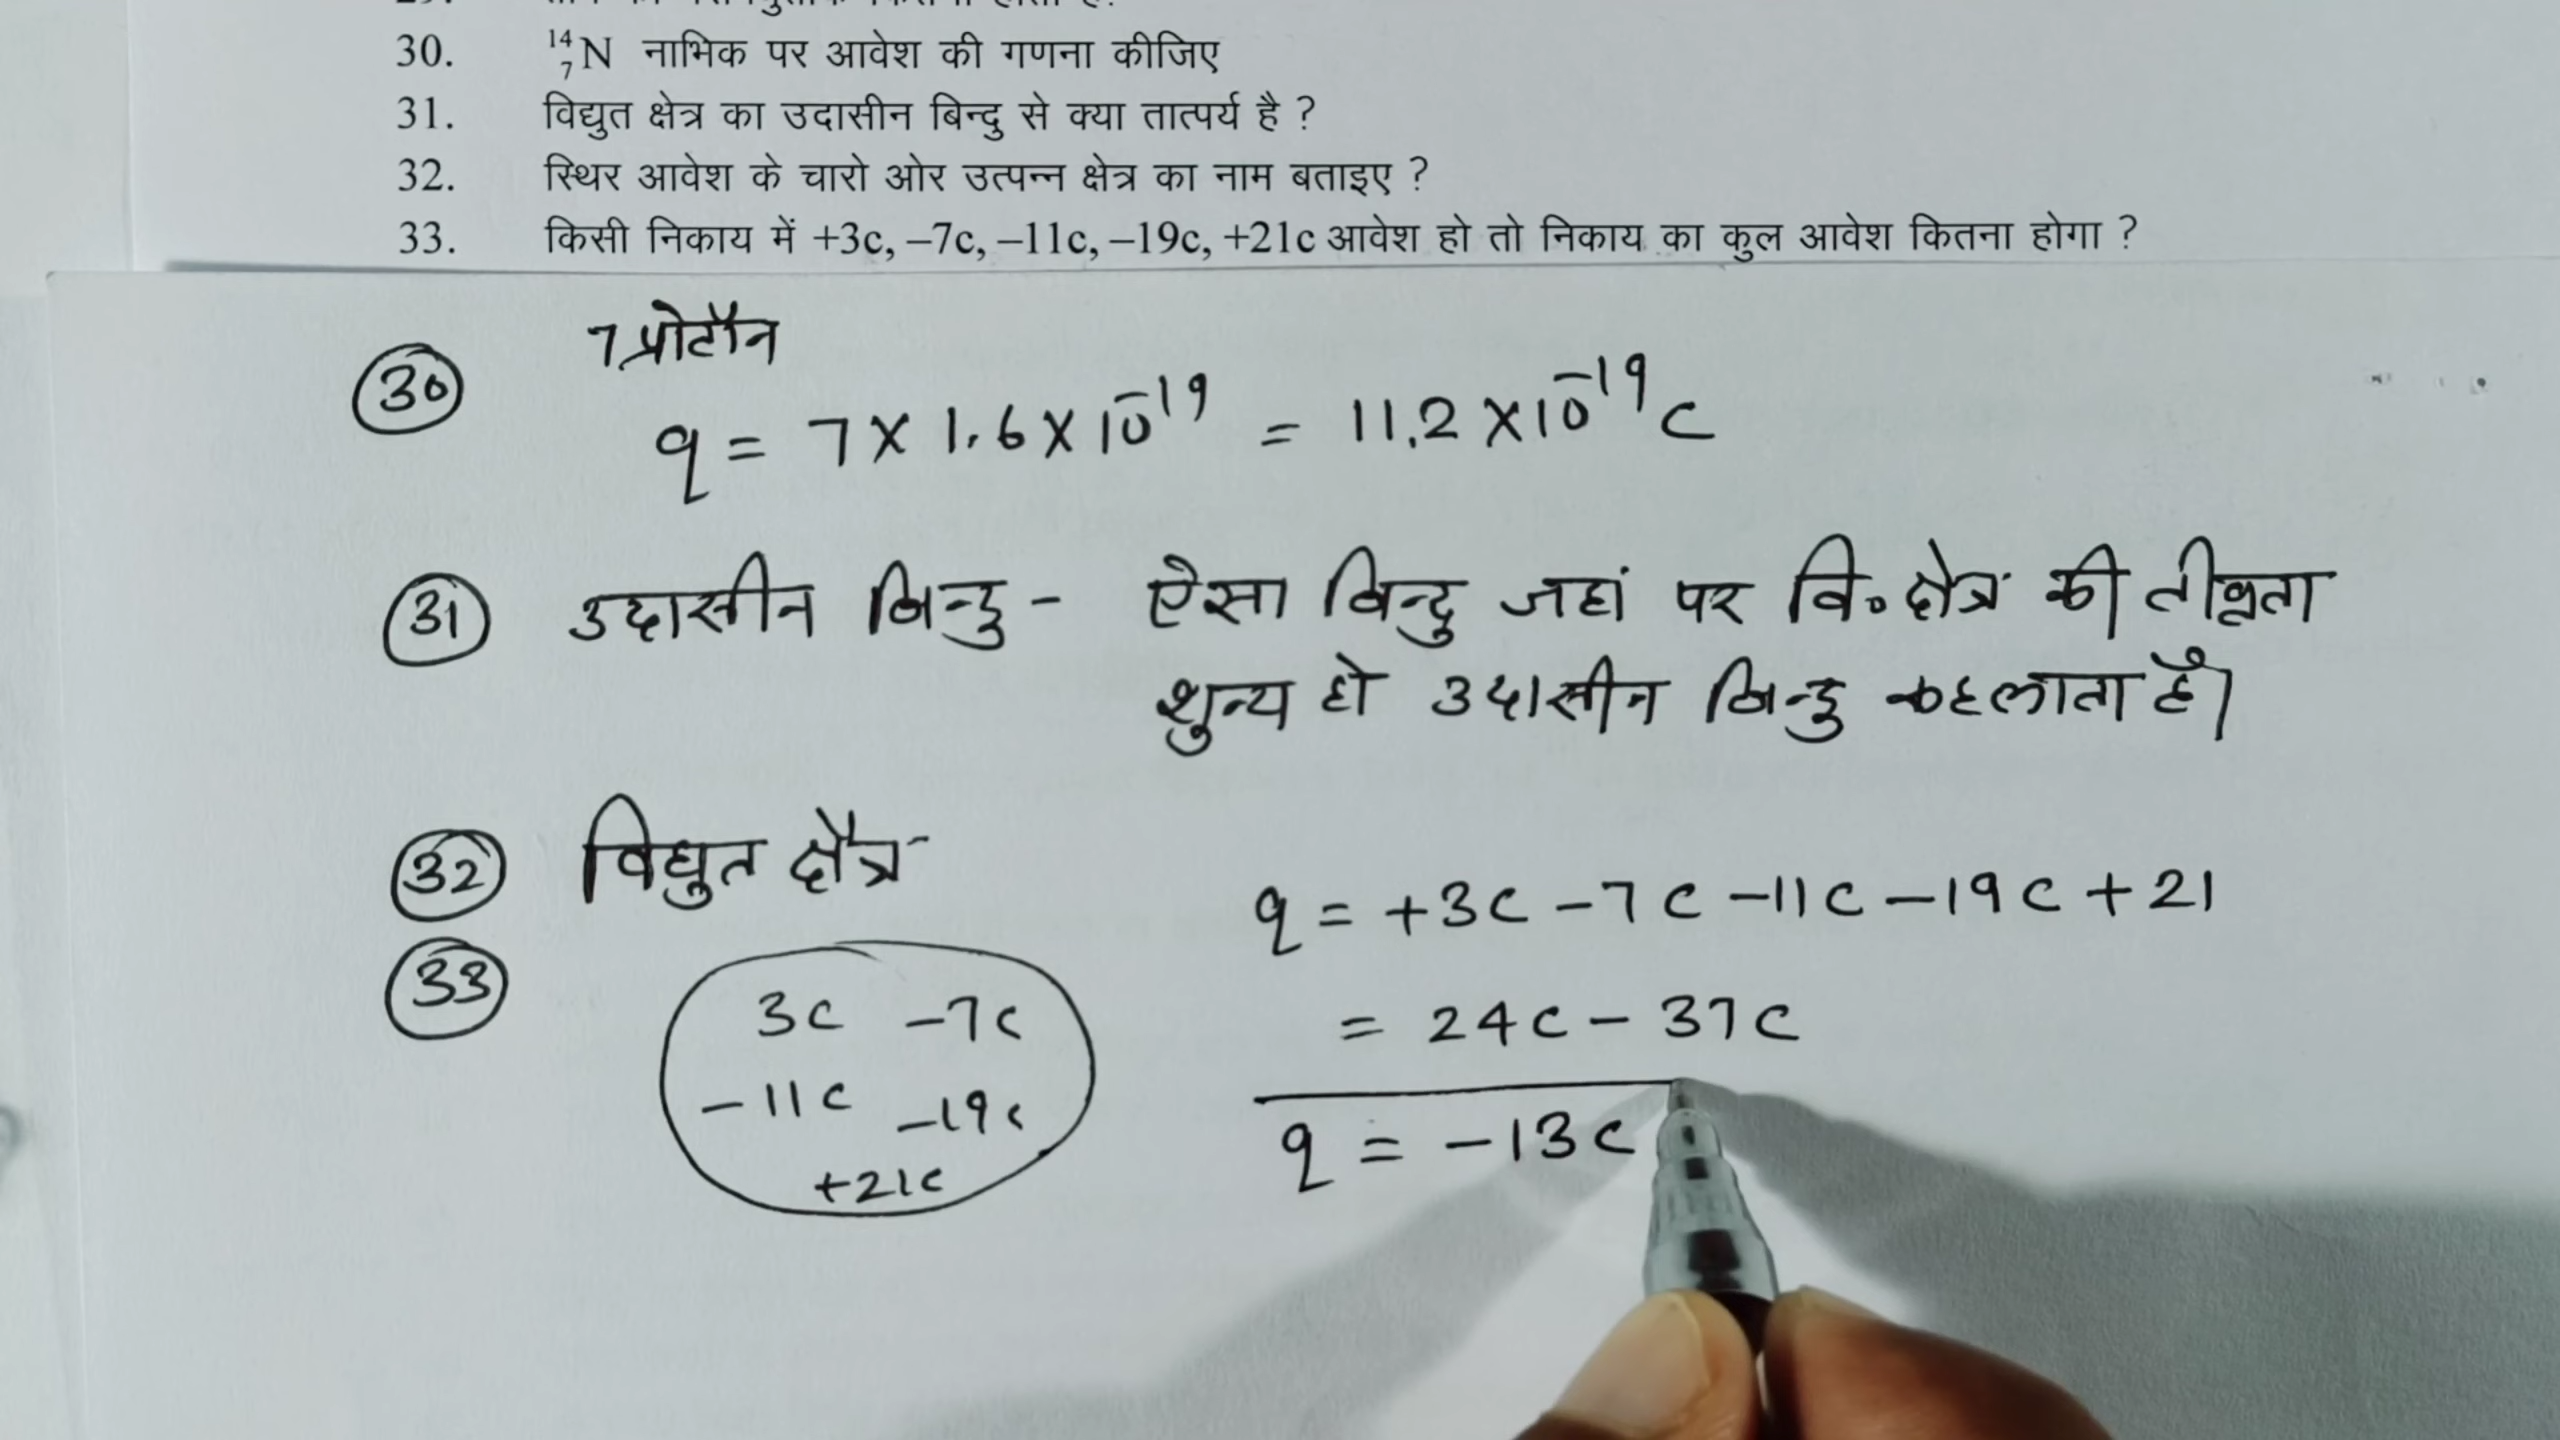 30. ¹⁴₇N नाभिक पर आवेश की गणना कीजिए
31. विद्युत क्षेत्र का उदासीन बिन्दु से क्या तात्पर्य है ?
32. स्थिर आवेश के चारो ओर उत्पन्न क्षेत्र का नाम बताइए ?
33. किसी निकाय में +3c, –7c, –11c, –19c, +21c आवेश हो तो निकाय का कुल आवेश कितना होगा ?
30 7 प्रोटौन
q = 7 × 1.6 × 10⁻¹⁹ = 11.2 × 10⁻¹⁹ C
31 उदासीन बिन्दु - ऐसा बिन्दु जहां पर वि. क्षेत्र की तीव्रता
शुन्य हो उदासीन बिन्दु कहलाता है।
32 विधुत क्षैत्र
33
3C -7C
-11C -19C
+21C
q = +3C -7C -11C -19C +21
= 24C - 37C
q = -13C